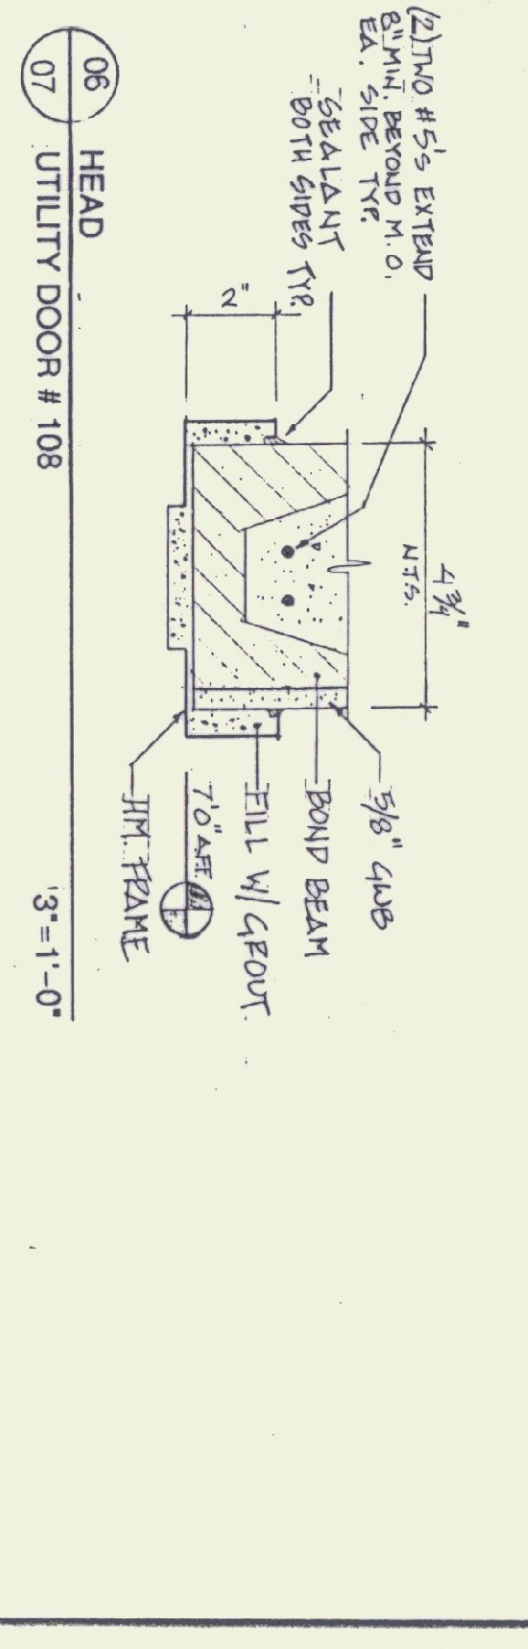 (2) TWO #5's EXTEND
8" MIN. BEYOND M.O.
EA. SIDE TYP.
SEALANT
BOTH SIDES TYP.
2"
4 3/4"
N.T.S.
5/8" GWB
BOND BEAM
FILL W/ GROUT.
7'0" A.F.F.
H.M. FRAME
06
07
HEAD
UTILITY DOOR # 108
3"=1'-0"